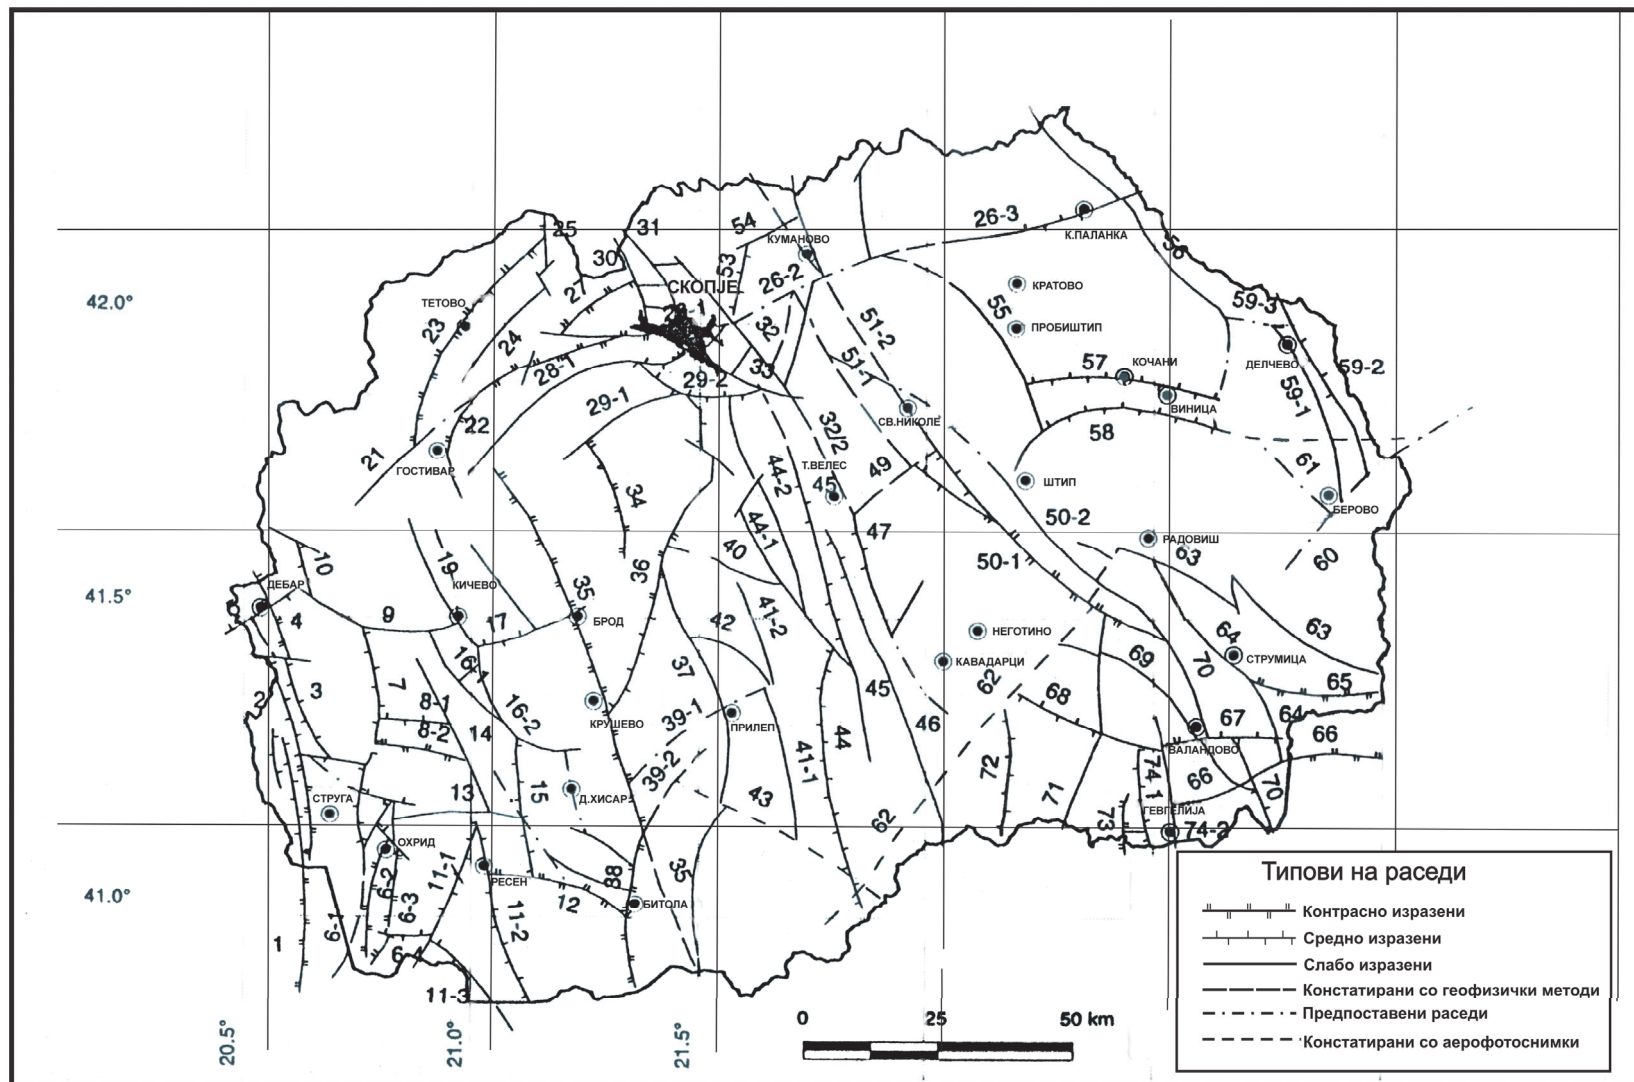 25
31
54
26-3
К.ПАЛАНКА
КУМАНОВО
30
53
26-2
56
27
СКОПЈЕ
КРАТОВО
42.0°
ТЕТОВО
23
24
32
51-2
55
ПРОБИШТИП
59-3
ДЕЛЧЕВО
59-2
28-1
29-2
33
51-1
57
КОЧАНИ
ВИНИЦА
59-1
29-1
22
СВ.НИКОЛЕ
58
21
ГОСТИВАР
32/2
Т.ВЕЛЕС
45
49
44-2
34
ШТИП
61
БЕРОВО
50-2
44-1
47
РАДОВИШ
63
50-1
60
10
19
40
36
ДЕБАР
КИЧЕВО
35
41.5°
4
9
17
БРОД
42
41-2
НЕГОТИНО
63
64
СТРУМИЦА
16-1
37
КАВАДАРЦИ
69
70
2
3
7
8-1
16-2
62
68
65
КРУШЕВО
39-1
ПРИЛЕП
45
46
67
64
8-2
14
44
ВАЛАНДОВО
66
39-2
41-1
72
74-1
66
13
15
Д.ХИСАР
43
71
70
СТРУГА
62
73
ГЕВГЕЛИЈА
74-2
ОХРИД
11-1
РЕСЕН
38
35
6-2
6-3
12
БИТОЛА
41.0°
1
6-1
11-2
6-4
11-3
20.5°
21.0°
21.5°
0
25
50 km
Типови на раседи
Контрасно изразени
Средно изразени
Слабо изразени
Констатирани со геофизички методи
Предпоставени раседи
Констатирани со аерофотоснимки